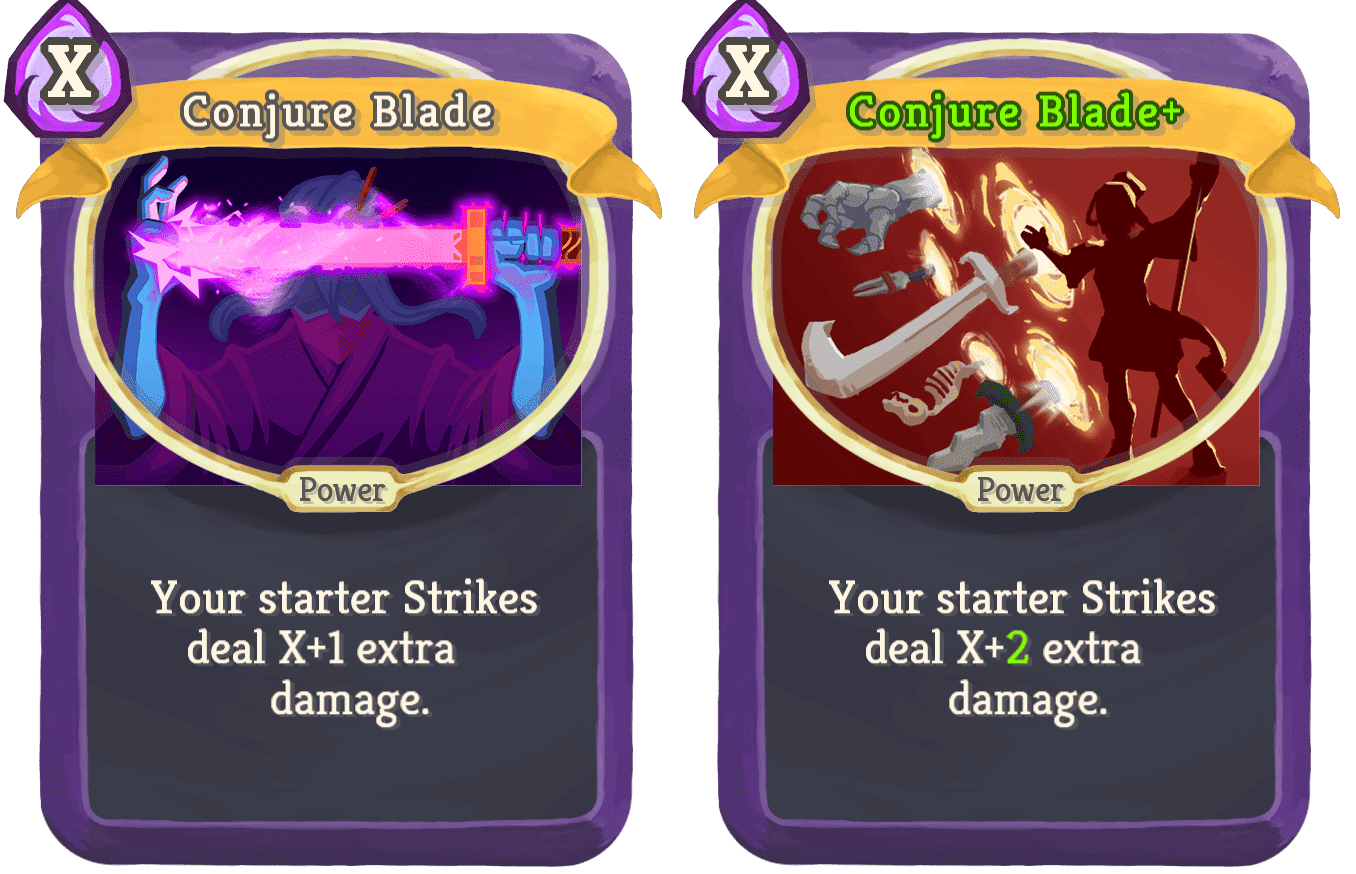 X
Conjure Blade
Power
Your starter Strikes
deal X+1 extra
damage.
X
Conjure Blade+
Power
Your starter Strikes
deal X+2 extra
damage.